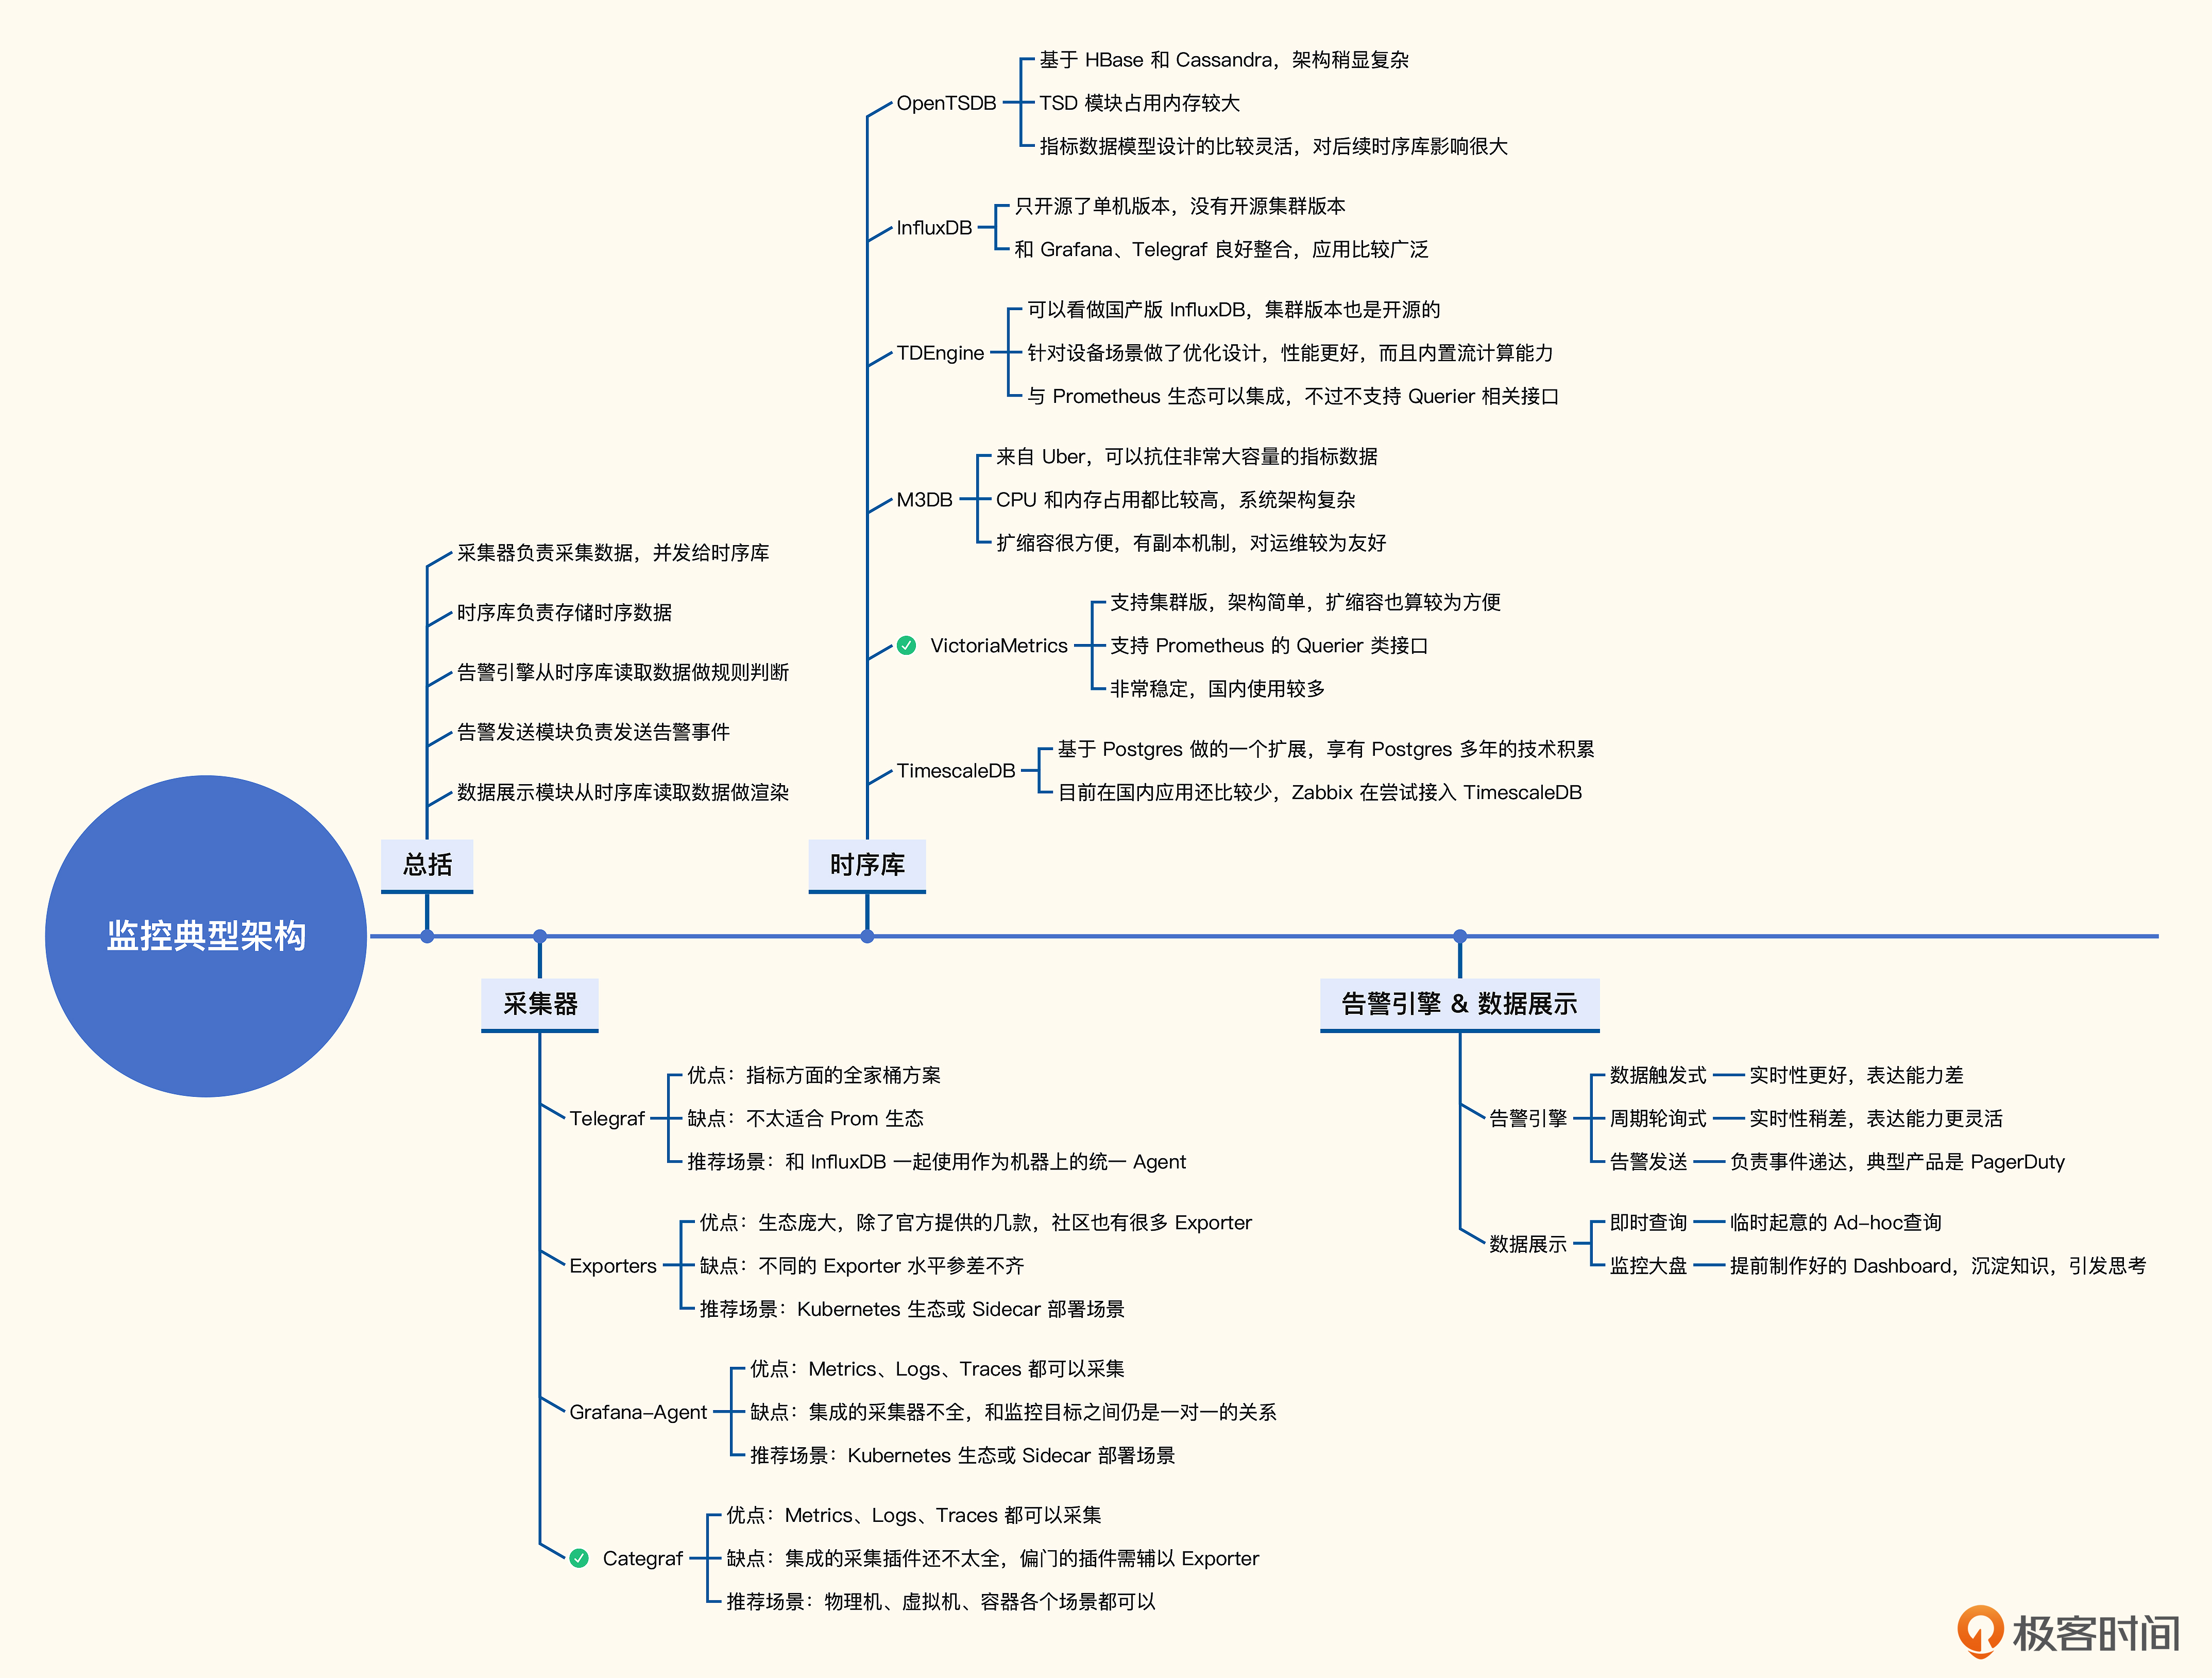 监控典型架构
总括
采集器负责采集数据，并发给时序库
时序库负责存储时序数据
告警引擎从时序库读取数据做规则判断
告警发送模块负责发送告警事件
数据展示模块从时序库读取数据做渲染
采集器
Telegraf
优点：指标方面的全家桶方案
缺点：不太适合 Prom 生态
推荐场景：和 InfluxDB 一起使用作为机器上的统一 Agent
Exporters
优点：生态庞大，除了官方提供的几款，社区也有很多 Exporter
缺点：不同的 Exporter 水平参差不齐
推荐场景：Kubernetes 生态或 Sidecar 部署场景
Grafana-Agent
优点：Metrics、Logs、Traces 都可以采集
缺点：集成的采集器不全，和监控目标之间仍是一对一的关系
推荐场景：Kubernetes 生态或 Sidecar 部署场景
Categraf
优点：Metrics、Logs、Traces 都可以采集
缺点：集成的采集插件还不太全，偏门的插件需辅以 Exporter
推荐场景：物理机、虚拟机、容器各个场景都可以
时序库
OpenTSDB
基于 HBase 和 Cassandra，架构稍显复杂
TSD 模块占用内存较大
指标数据模型设计的比较灵活，对后续时序库影响很大
InfluxDB
只开源了单机版本，没有开源集群版本
和 Grafana、Telegraf 良好整合，应用比较广泛
TDEngine
可以看做国产版 InfluxDB，集群版本也是开源的
针对设备场景做了优化设计，性能更好，而且内置流计算能力
与 Prometheus 生态可以集成，不过不支持 Querier 相关接口
M3DB
来自 Uber，可以抗住非常大容量的指标数据
CPU 和内存占用都比较高，系统架构复杂
扩缩容很方便，有副本机制，对运维较为友好
VictoriaMetrics
支持集群版，架构简单，扩缩容也算较为方便
支持 Prometheus 的 Querier 类接口
非常稳定，国内使用较多
TimescaleDB
基于 Postgres 做的一个扩展，享有 Postgres 多年的技术积累
目前在国内应用还比较少，Zabbix 在尝试接入 TimescaleDB
告警引擎 & 数据展示
告警引擎
数据触发式
实时性更好，表达能力差
周期轮询式
实时性稍差，表达能力更灵活
告警发送
负责事件递达，典型产品是 PagerDuty
数据展示
即时查询
临时起意的 Ad-hoc查询
监控大盘
提前制作好的 Dashboard，沉淀知识，引发思考
极客时间